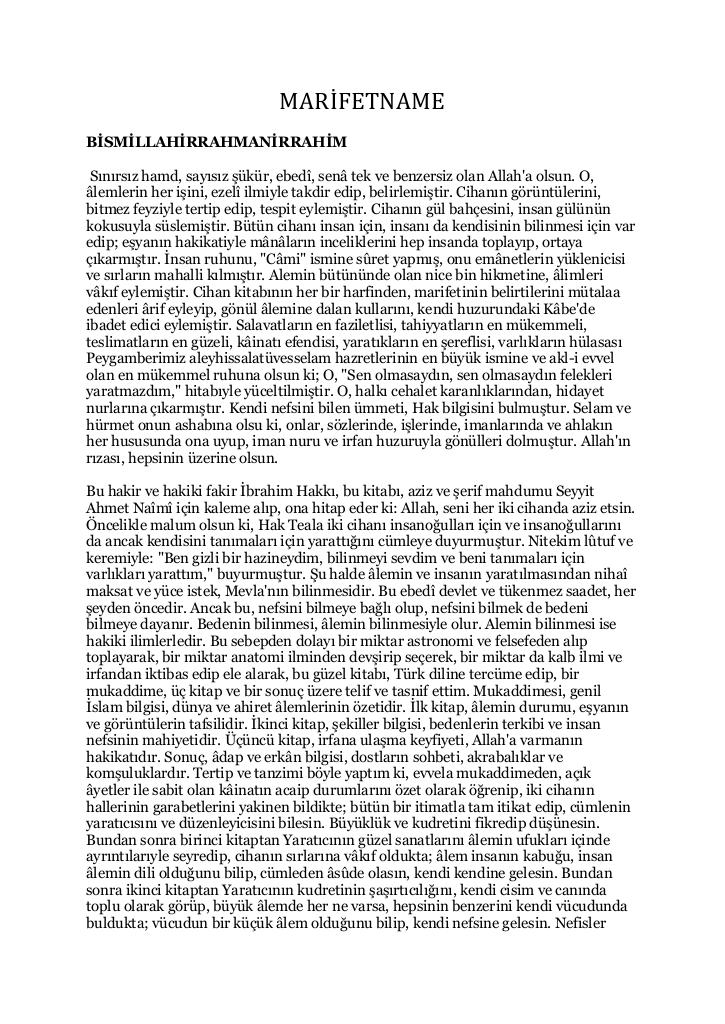 MARİFETNAME
BİSMİLLAHİRRAHMANİRRAHİM
Sınırsız hamd, sayısız şükür, ebedî, senâ tek ve benzersiz olan Allah'a olsun. O,
âlemlerin her işini, ezelî ilmiyle takdir edip, belirlemiştir. Cihanın görüntülerini,
bitmez feyziyle tertip edip, tespit eylemiştir. Cihanın gül bahçesini, insan gülünün
kokusuyla süslemiştir. Bütün cihanı insan için, insanı da kendisinin bilinmesi için var
edip; eşyanın hakikatiyle mânâların inceliklerini hep insanda toplayıp, ortaya
çıkarmıştır. İnsan ruhunu, "Câmi" ismine sûret yapmış, onu emânetlerin yüklenicisi
ve sırların mahalli kılmıştır. Alemin bütününde olan nice bin hikmetine, âlimleri
vâkıf eylemiştir. Cihan kitabının her bir harfinden, marifetinin belirtilerini mütalaa
edenleri ârif eyleyip, gönül âlemine dalan kullarını, kendi huzurundaki Kâbe'de
ibadet edici eylemiştir. Salavatların en faziletlisi, tahiyyatların en mükemmeli,
teslimatların en güzeli, kâinatı efendisi, yaratıkların en şereflisi, varlıkların hülasası
Peygamberimiz aleyhissalatüvesselam hazretlerinin en büyük ismine ve akl-i evvel
olan en mükemmel ruhuna olsun ki; O, "Sen olmasaydın, sen olmasaydın felekleri
yaratmazdım," hitabıyle yüceltilmiştir. O, halkı cehalet karanlıklarından, hidayet
nurlarına çıkarmıştır. Kendi nefsini bilen ümmeti, Hak bilgisini bulmuştur. Selam ve
hürmet onun ashabına olsu ki, onlar, sözlerinde, işlerinde, imanlarında ve ahlakın
her hususunda ona uyup, iman nuru ve irfan huzuruyla gönülleri dolmuştur. Allah'ın
rızası, hepsinin üzerine olsun.
Bu hakir ve hakiki fakir İbrahim Hakkı, bu kitabı, aziz ve şerif mahdumu Seyyit
Ahmet Naîmî için kaleme alıp, ona hitap eder ki: Allah, seni her iki cihanda aziz etsin.
Öncelikle malum olsun ki, Hak Teala iki cihanı insanoğulları için ve insanoğullarını
da ancak kendisini tanımaları için yarattığını cümleye duyurmuştur. Nitekim lûtuf ve
keremiyle: "Ben gizli bir hazineydim, bilinmeyi sevdim ve beni tanımaları için
varlıkları yarattım," buyurmuştur. Şu halde âlemin ve insanın yaratılmasından nihaî
maksat ve yüce istek, Mevla'nın bilinmesidir. Bu ebedî devlet ve tükenmez saadet, her
şeyden öncedir. Ancak bu, nefsini bilmeye bağlı olup, nefsini bilmek de bedeni
bilmeye dayanır. Bedenin bilinmesi, âlemin bilinmesiyle olur. Alemin bilinmesi ise
hakiki ilimlerledir. Bu sebepden dolayı bir miktar astronomi ve felsefeden alıp
toplayarak, bir miktar anatomi ilminden devşirip seçerek, bir miktar da kalb ilmi ve
irfandan iktibas edip ele alarak, bu güzel kitabı, Türk diline tercüme edip, bir
mukaddime, üç kitap ve bir sonuç üzere telif ve tasnif ettim. Mukaddimesi, genil
İslam bilgisi, dünya ve ahiret âlemlerinin özetidir. İlk kitap, âlemin durumu, eşyanın
ve görüntülerin tafsilidir. İkinci kitap, şekiller bilgisi, bedenlerin terkibi ve insan
nefsinin mahiyetidir. Üçüncü kitap, irfana ulaşma keyfiyeti, Allah'a varmanın
hakikatıdır. Sonuç, âdap ve erkân bilgisi, dostların sohbeti, akrabalıklar ve
komşuluklardır. Tertip ve tanzimi böyle yaptım ki, evvela mukaddimeden, açık
âyetler ile sabit olan kâinatın acaip durumlarını özet olarak öğrenip, iki cihanın
hallerinin garabetlerini yakinen bildikte; bütün bir itimatla tam itikat edip, cümlenin
yaratıcısını ve düzenleyicisini bilesin. Büyüklük ve kudretini fikredip düşünesin.
Bundan sonra birinci kitaptan Yaratıcının güzel sanatlarını âlemin ufukları içinde
ayrıntılarıyle seyredip, cihanın sırlarına vâkıf oldukta; âlem insanın kabuğu, insan
âlemin dili olduğunu bilip, cümleden âsûde olasın, kendi kendine gelesin. Bundan
sonra ikinci kitaptan Yaratıcının kudretinin şaşırtıcılığını, kendi cisim ve canında
toplu olarak görüp, büyük âlemde her ne varsa, hepsinin benzerini kendi vücudunda
buldukta; vücudun bir küçük âlem olduğunu bilip, kendi nefsine gelesin. Nefisler